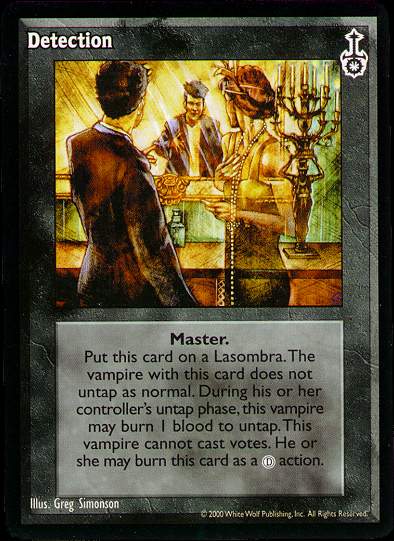 Detection
Master.
Put this card on a Lasombra. The
vampire with this card does not
untap as normal. During his or her
controller's untap phase, this vampire
may burn 1 blood to untap. This
vampire cannot cast votes. He or
she may burn this card as a Ⓓ action.
Illus. Greg Simonson
© 2000 White Wolf Publishing, Inc. All Rights Reserved.